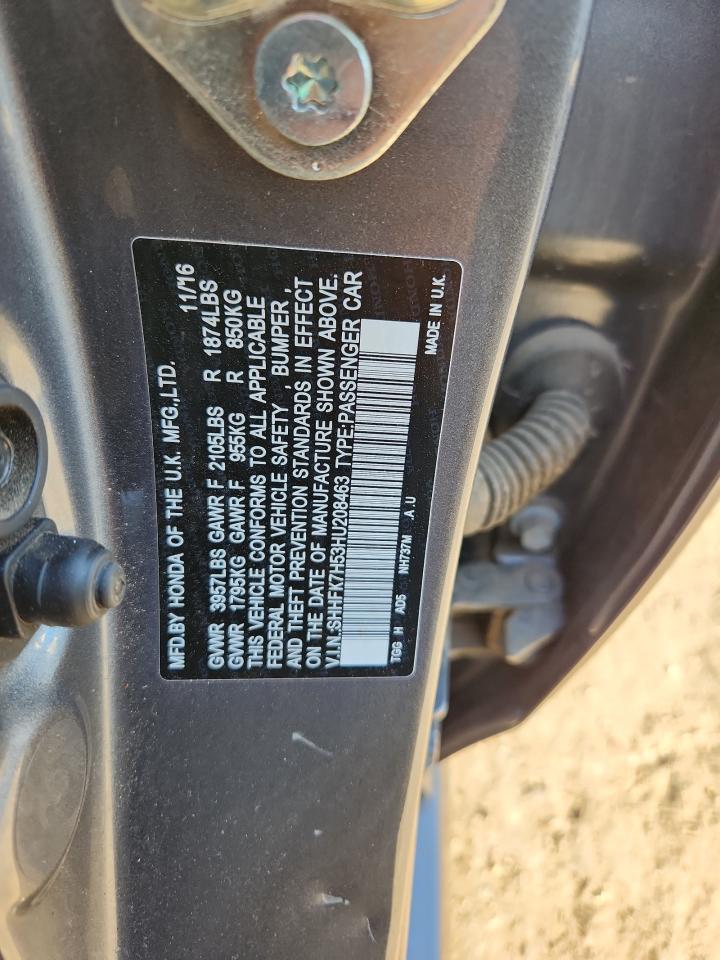 MFD.BY HONDA OF THE U.K. MFG.,LTD. 11/16
GVWR 3957LBS GAWR F 2105LBS R 1874LBS
GVWR 1795KG GAWR F 955KG R 850KG
THIS VEHICLE CONFORMS TO ALL APPLICABLE
FEDERAL MOTOR VEHICLE SAFETY , BUMPER ,
AND THEFT PREVENTION STANDARDS IN EFFECT
ON THE DATE OF MANUFACTURE SHOWN ABOVE.
V.I.N.:SHHFK7H53HU208463 TYPE:PASSENGER CAR
TGG H AD5 NH737M A U
MADE IN U.K.